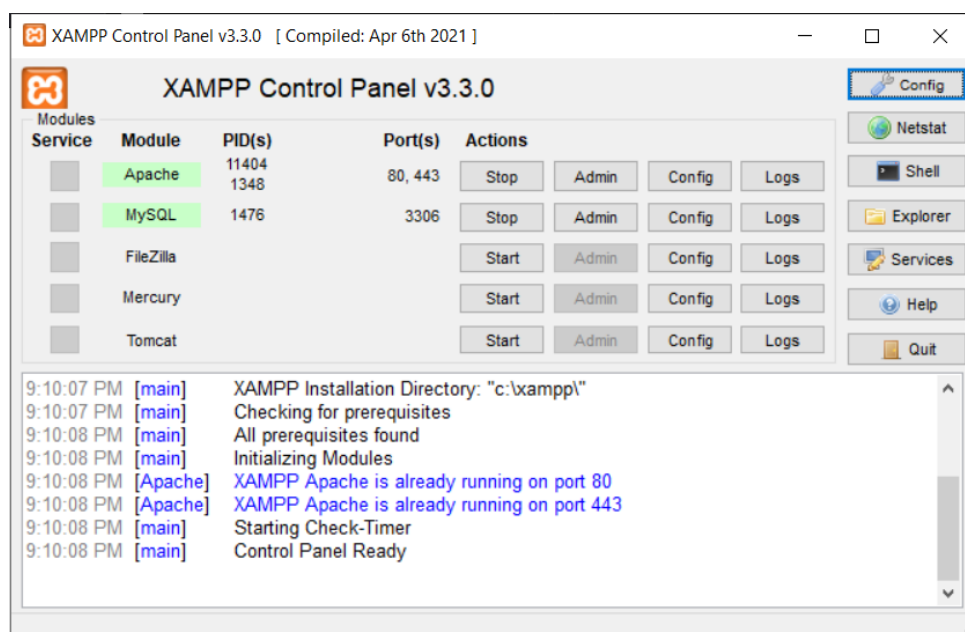 XAMPP Control Panel v3.3.0 [ Compiled: Apr 6th 2021 ]
XAMPP Control Panel v3.3.0
Config
Netstat
Shell
Explorer
Services
Help
Quit
Modules
Service Module PID(s) Port(s) Actions
Apache 11404 1348 80, 443 Stop Admin Config Logs
MySQL 1476 3306 Stop Admin Config Logs
FileZilla Start Admin Config Logs
Mercury Start Admin Config Logs
Tomcat Start Admin Config Logs
9:10:07 PM [main] XAMPP Installation Directory: "c:\xampp\"
9:10:07 PM [main] Checking for prerequisites
9:10:08 PM [main] All prerequisites found
9:10:08 PM [main] Initializing Modules
9:10:08 PM [Apache] XAMPP Apache is already running on port 80
9:10:08 PM [Apache] XAMPP Apache is already running on port 443
9:10:08 PM [main] Starting Check-Timer
9:10:08 PM [main] Control Panel Ready